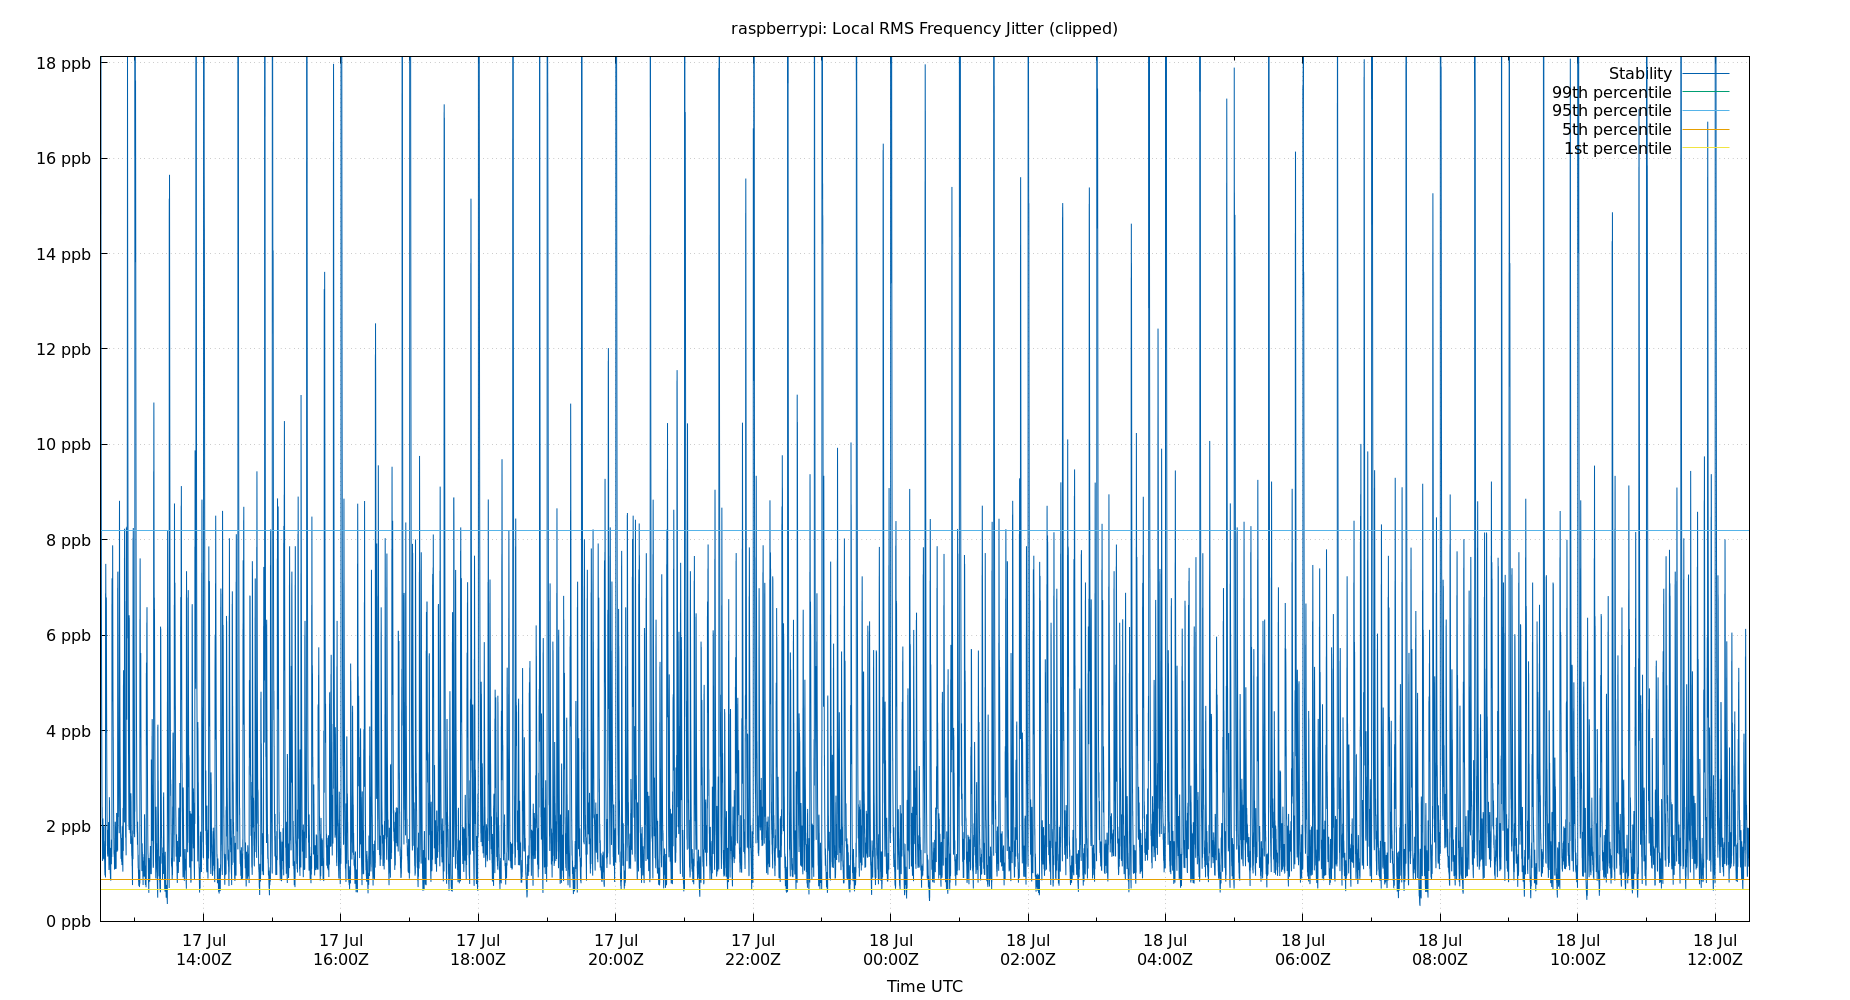 raspberrypi: Local RMS Frequency Jitter (clipped)
18 ppb
16 ppb
14 ppb
12 ppb
10 ppb
8 ppb
6 ppb
4 ppb
2 ppb
0 ppb
Stability
99th percentile
95th percentile
5th percentile
1st percentile
17 Jul 17 Jul 17 Jul 17 Jul 17 Jul 18 Jul 18 Jul 18 Jul 18 Jul 18 Jul 18 Jul 18 Jul
14:00Z 16:00Z 18:00Z 20:00Z 22:00Z 00:00Z 02:00Z 04:00Z 06:00Z 08:00Z 10:00Z 12:00Z
Time UTC